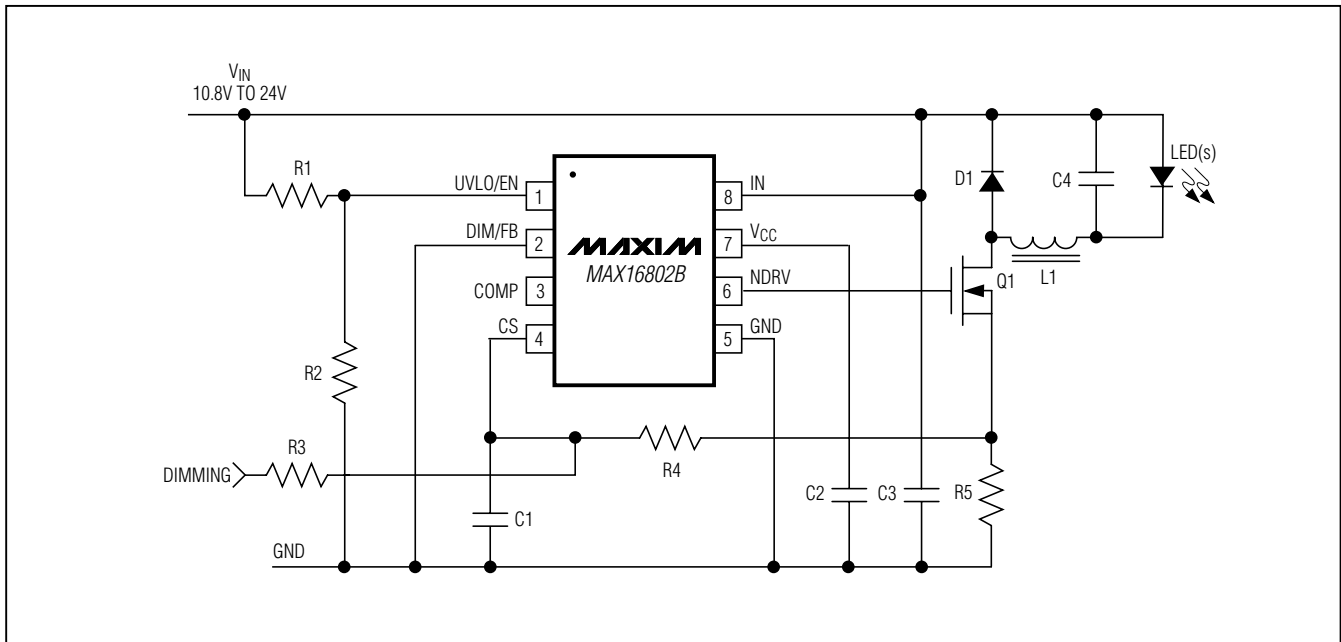 VIN
10.8V TO 24V
R1
UVLO/EN
1
DIM/FB
2
COMP
3
CS
4
MAXIM
MAX16802B
8
IN
7
VCC
6
NDRV
5
GND
D1
C4
LED(s)
Q1
L1
R2
R3
DIMMING
R4
C1
C2
C3
R5
GND